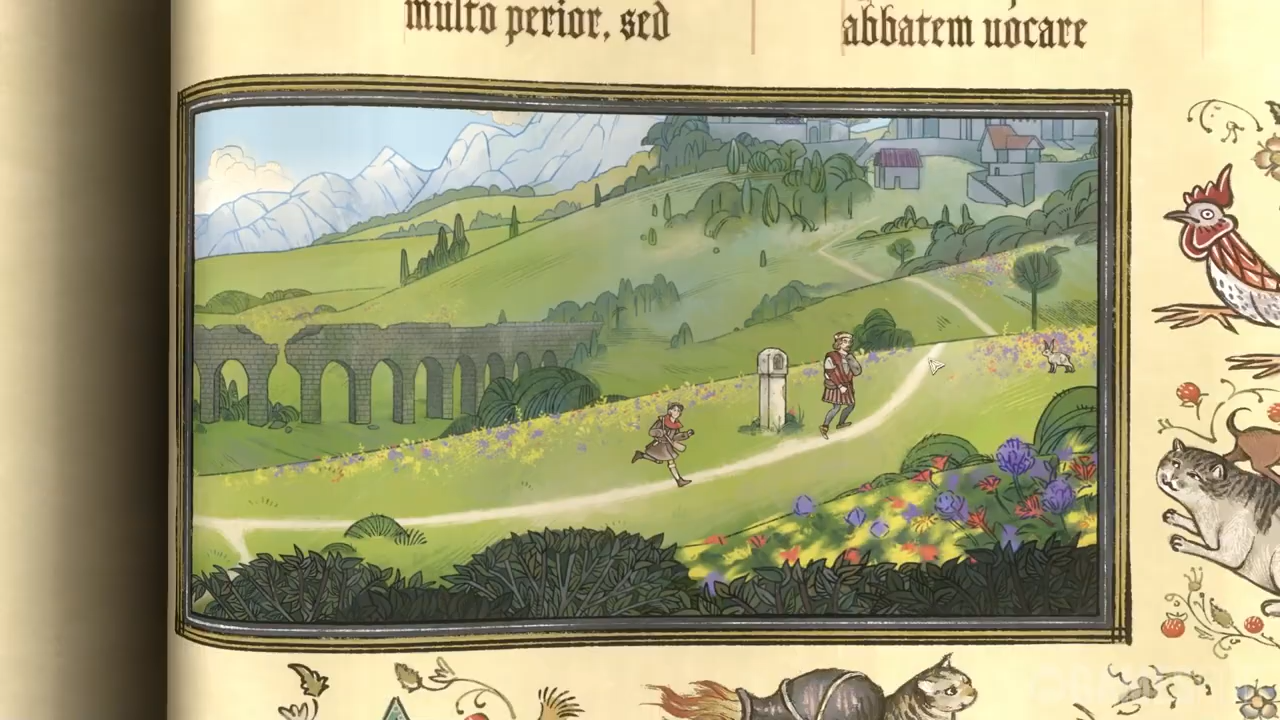 multo perior, sed
abbatem uocare